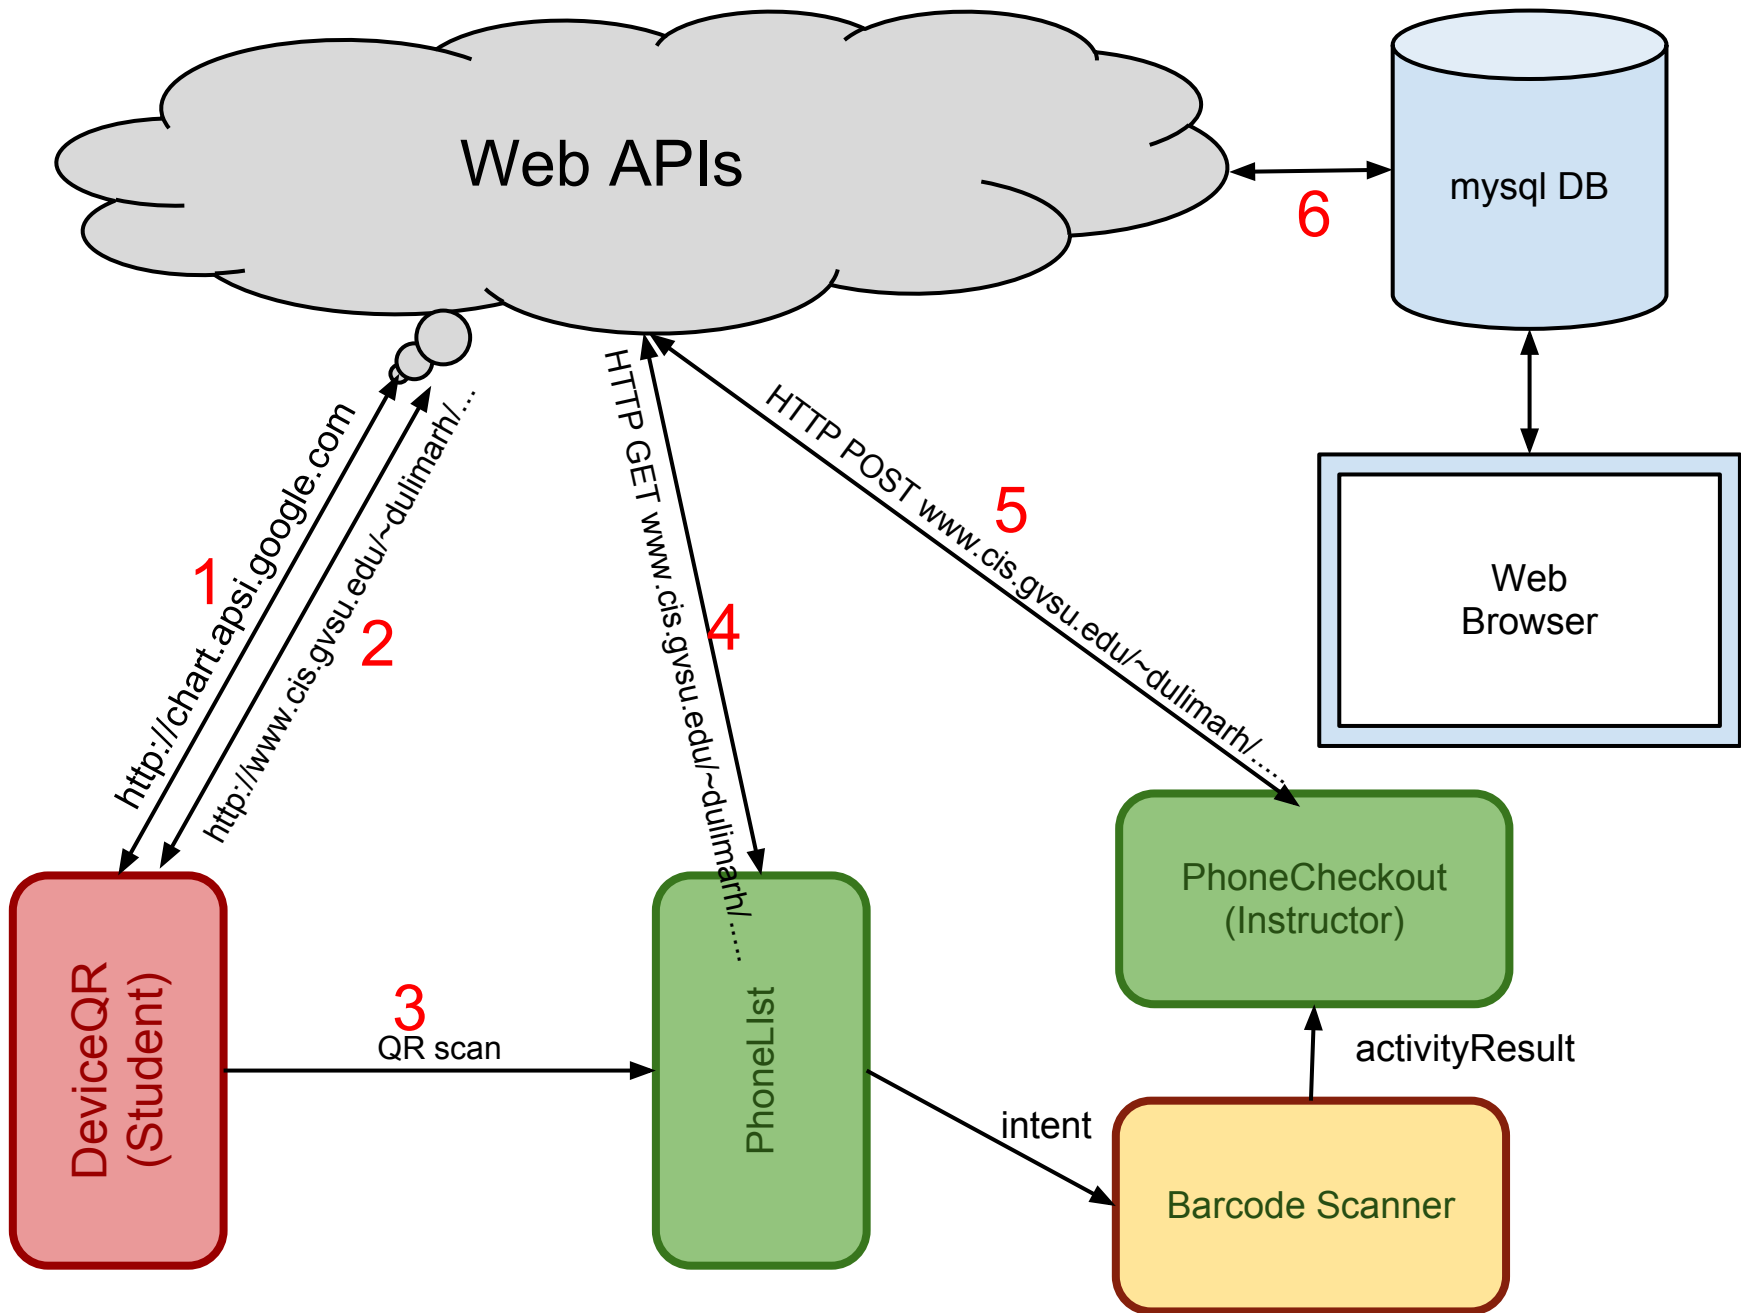 Web APIs
mysql DB
6
http://chart.apsi.google.com
1
http://www.cis.gvsu.edu/~dulimarh/...
2
HTTP GET www.cis.gvsu.edu/~dulimarh/.....
4
HTTP POST www.cis.gvsu.edu/~dulimarh/.....
5
Web
Browser
PhoneCheckout
(Instructor)
DeviceQR
(Student)
3
QR scan
PhoneLIst
activityResult
intent
Barcode Scanner